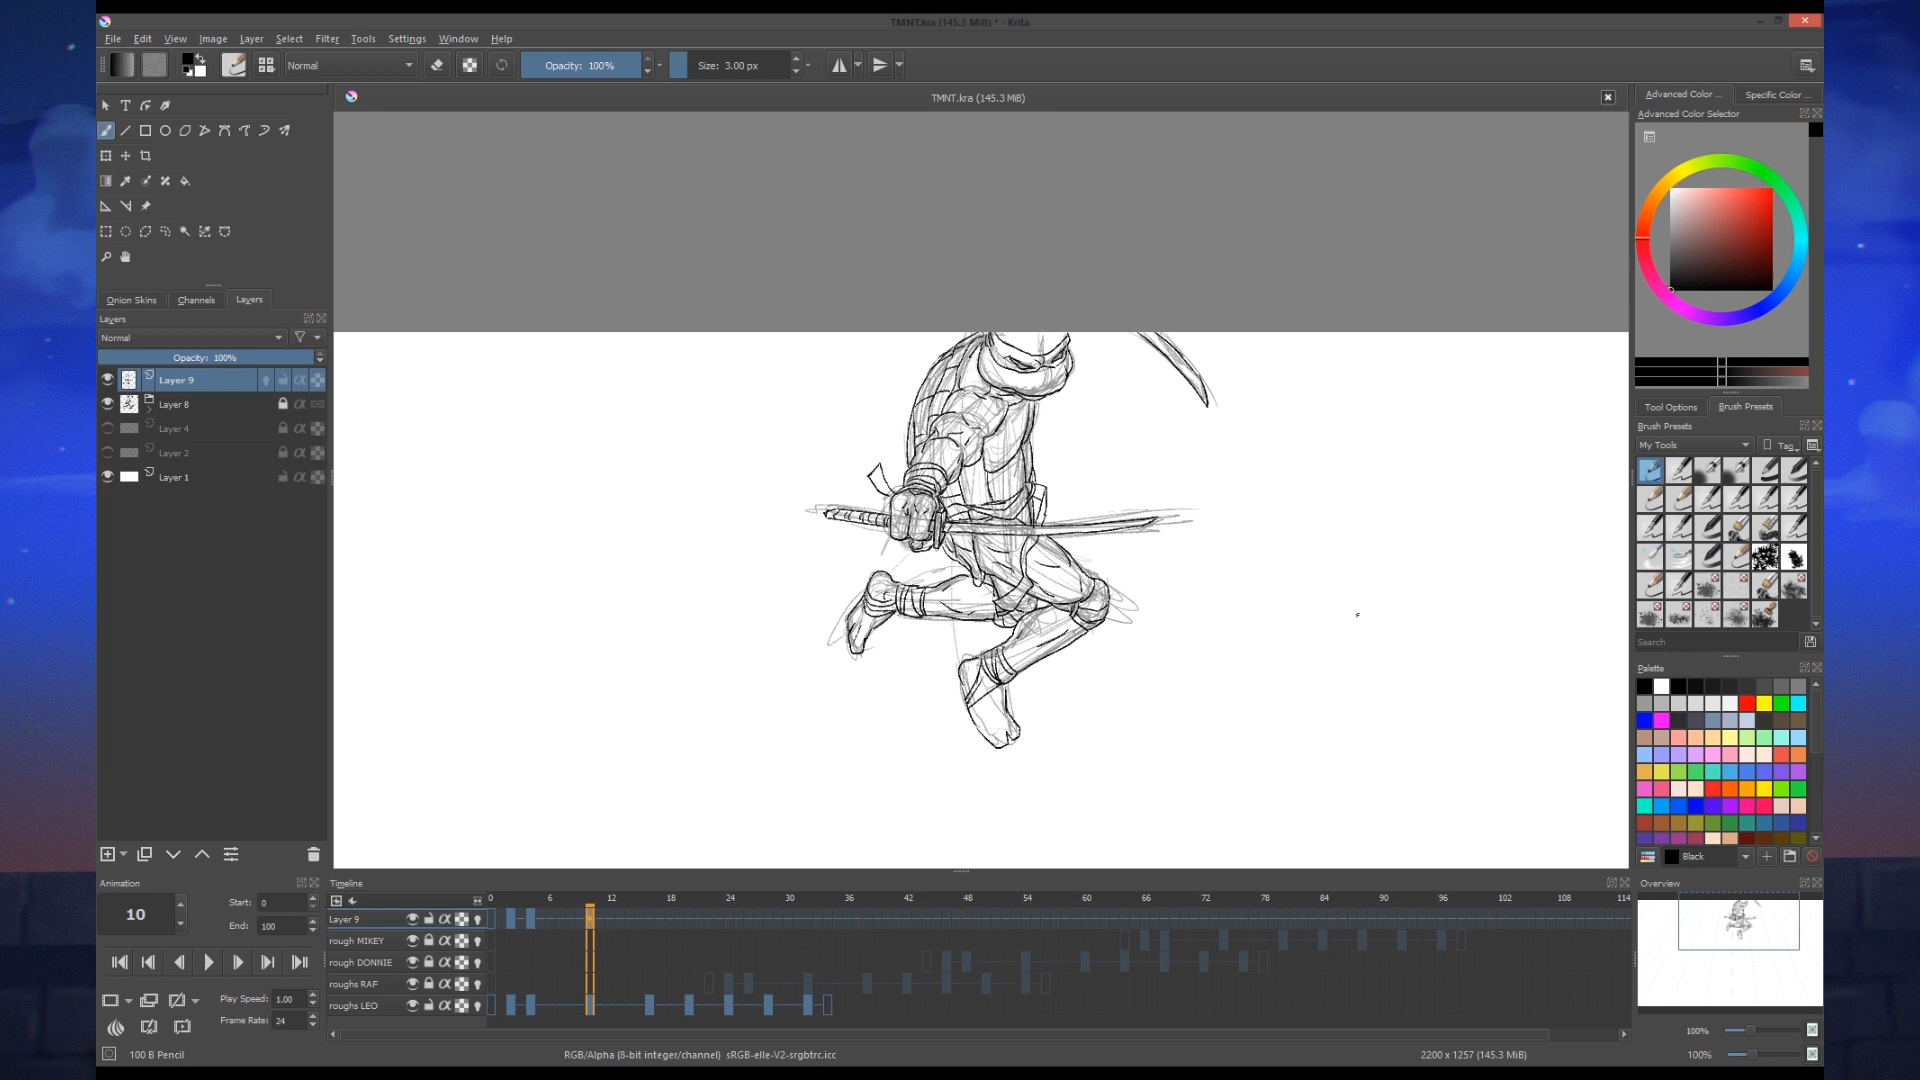 TMNT.kra (145.3 MiB) * - Krita
File Edit View Image Layer Select Filter Tools Settings Window Help
Normal Opacity: 100% Size: 3.00 px
TMNT.kra (145.3 MiB)
Advanced Color ... Specific Color ...
Advanced Color Selector
Onion Skins Channels Layers
Layers
Normal
Opacity: 100%
Layer 9
Layer 8
Layer 4
Layer 2
Layer 1
Tool Options Brush Presets
Brush Presets
My Tools Tag
Search
Palette
Black
Animation
10
Start: 0
End: 100
Play Speed: 1.00
Frame Rate: 24
Timeline
0 6 12 18 24 30 36 42 48 54 60 66 72 78 84 90 96 102 108 114
Layer 9
rough MIKEY
rough DONNIE
roughs RAF
roughs LEO
Overview
100%
100%
100 B Pencil
RGB/Alpha (8-bit integer/channel) sRGB-elle-V2-srgbtrc.icc
2200 x 1257 (145.3 MiB)